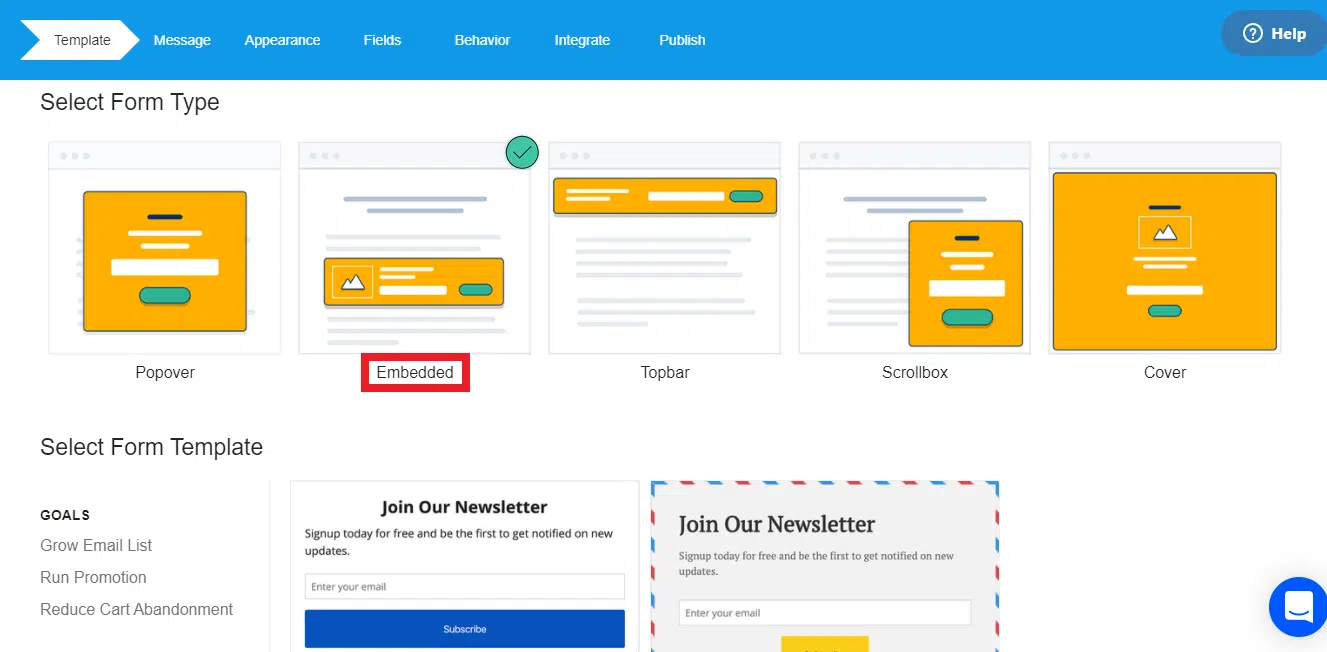 Template Message Appearance Fields Behavior Integrate Publish
Help
Select Form Type
Popover Embedded Topbar Scrollbox Cover
Select Form Template
GOALS
Grow Email List
Run Promotion
Reduce Cart Abandonment
Join Our Newsletter
Signup today for free and be the first to get notified on new
updates.
Enter your email
Subscribe
Join Our Newsletter
Signup today for free and be the first to get notified on new
updates.
Enter your email